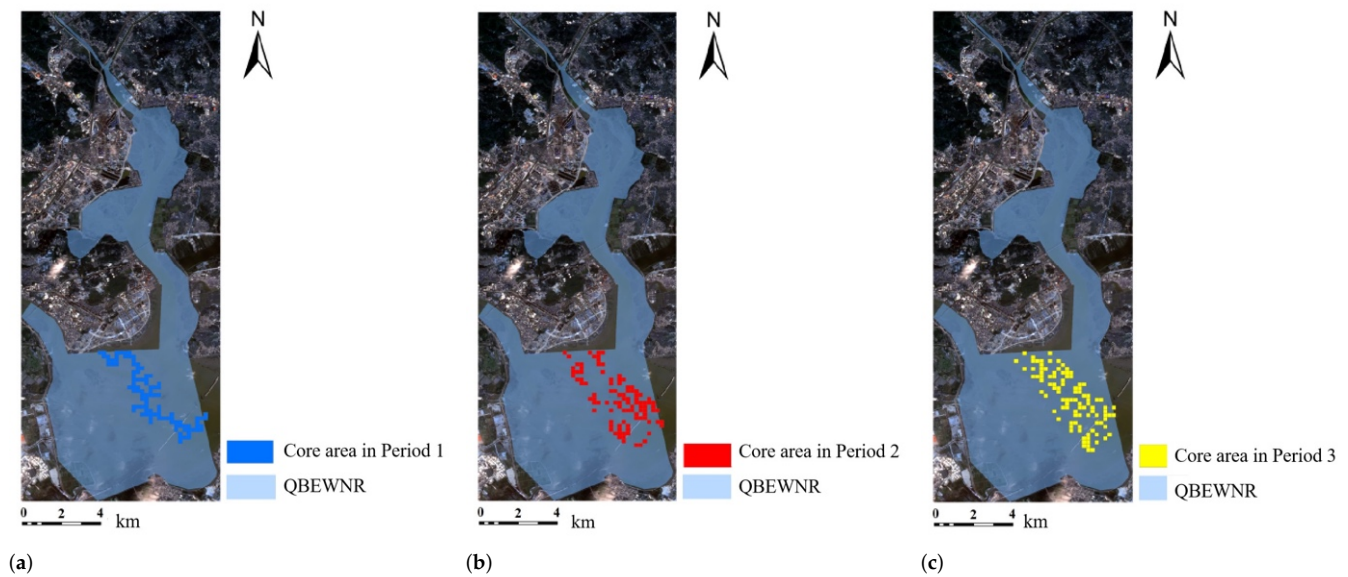 N
Core area in Period 1
QBEWNR
0 2 4 km
(a)
N
Core area in Period 2
QBEWNR
0 2 4 km
(b)
N
Core area in Period 3
QBEWNR
0 2 4 km
(c)